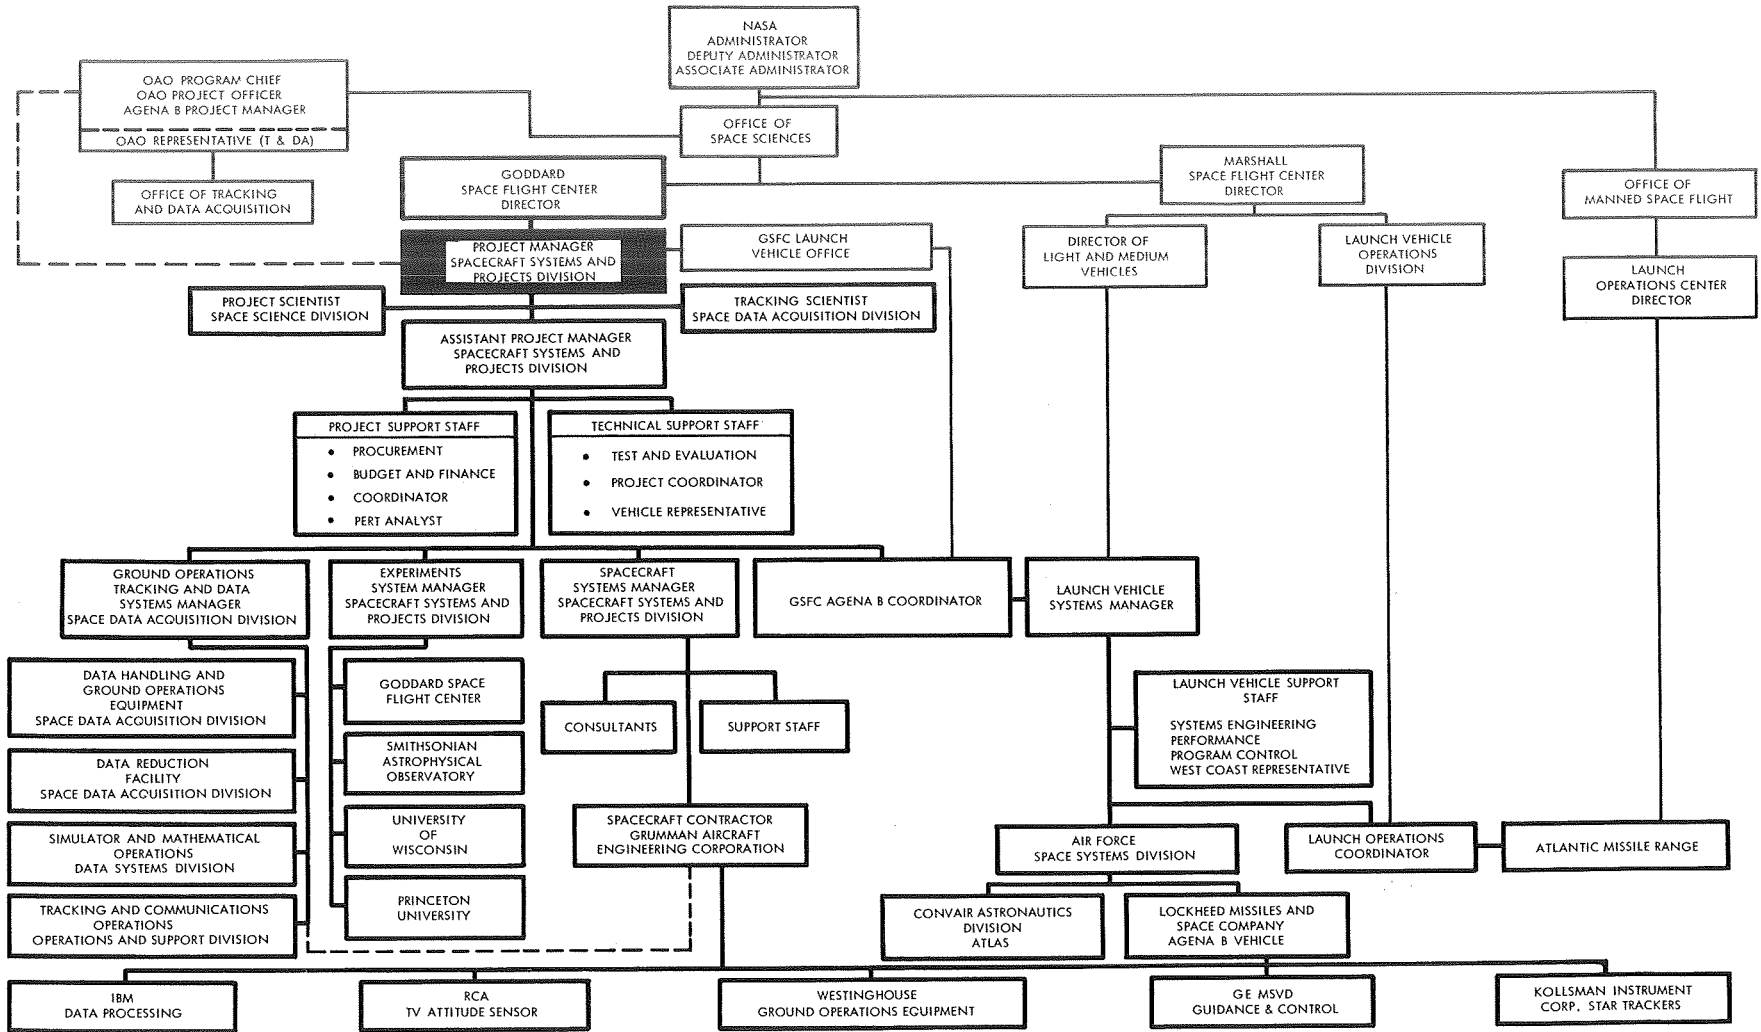 NASA
ADMINISTRATOR
DEPUTY ADMINISTRATOR
ASSOCIATE ADMINISTRATOR
OAO PROGRAM CHIEF
OAO PROJECT OFFICER
AGENA B PROJECT MANAGER
OAO REPRESENTATIVE (T & DA)
OFFICE OF TRACKING
AND DATA ACQUISITION
OFFICE OF
SPACE SCIENCES
GODDARD
SPACE FLIGHT CENTER
DIRECTOR
MARSHALL
SPACE FLIGHT CENTER
DIRECTOR
OFFICE OF
MANNED SPACE FLIGHT
PROJECT MANAGER
SPACECRAFT SYSTEMS AND
PROJECTS DIVISION
GSFC LAUNCH
VEHICLE OFFICE
DIRECTOR OF
LIGHT AND MEDIUM
VEHICLES
LAUNCH VEHICLE
OPERATIONS
DIVISION
LAUNCH
OPERATIONS CENTER
DIRECTOR
PROJECT SCIENTIST
SPACE SCIENCE DIVISION
TRACKING SCIENTIST
SPACE DATA ACQUISITION DIVISION
ASSISTANT PROJECT MANAGER
SPACECRAFT SYSTEMS AND
PROJECTS DIVISION
PROJECT SUPPORT STAFF
• PROCUREMENT
• BUDGET AND FINANCE
• COORDINATOR
• PERT ANALYST
TECHNICAL SUPPORT STAFF
• TEST AND EVALUATION
• PROJECT COORDINATOR
• VEHICLE REPRESENTATIVE
GROUND OPERATIONS
TRACKING AND DATA
SYSTEMS MANAGER
SPACE DATA ACQUISITION DIVISION
EXPERIMENTS
SYSTEM MANAGER
SPACECRAFT SYSTEMS AND
PROJECTS DIVISION
SPACECRAFT
SYSTEMS MANAGER
SPACECRAFT SYSTEMS AND
PROJECTS DIVISION
GSFC AGENA B COORDINATOR
LAUNCH VEHICLE
SYSTEMS MANAGER
DATA HANDLING AND
GROUND OPERATIONS
EQUIPMENT
SPACE DATA ACQUISITION DIVISION
DATA REDUCTION
FACILITY
SPACE DATA ACQUISITION DIVISION
SIMULATOR AND MATHEMATICAL
OPERATIONS
DATA SYSTEMS DIVISION
TRACKING AND COMMUNICATIONS
OPERATIONS
OPERATIONS AND SUPPORT DIVISION
GODDARD SPACE
FLIGHT CENTER
SMITHSONIAN
ASTROPHYSICAL
OBSERVATORY
UNIVERSITY
OF
WISCONSIN
PRINCETON
UNIVERSITY
CONSULTANTS
SUPPORT STAFF
SPACECRAFT CONTRACTOR
GRUMMAN AIRCRAFT
ENGINEERING CORPORATION
LAUNCH VEHICLE SUPPORT
STAFF
SYSTEMS ENGINEERING
PERFORMANCE
PROGRAM CONTROL
WEST COAST REPRESENTATIVE
AIR FORCE
SPACE SYSTEMS DIVISION
LAUNCH OPERATIONS
COORDINATOR
ATLANTIC MISSILE RANGE
CONVAIR ASTRONAUTICS
DIVISION
ATLAS
LOCKHEED MISSILES AND
SPACE COMPANY
AGENA B VEHICLE
IBM
DATA PROCESSING
RCA
TV ATTITUDE SENSOR
WESTINGHOUSE
GROUND OPERATIONS EQUIPMENT
GE MSVD
GUIDANCE & CONTROL
KOLLSMAN INSTRUMENT
CORP. STAR TRACKERS